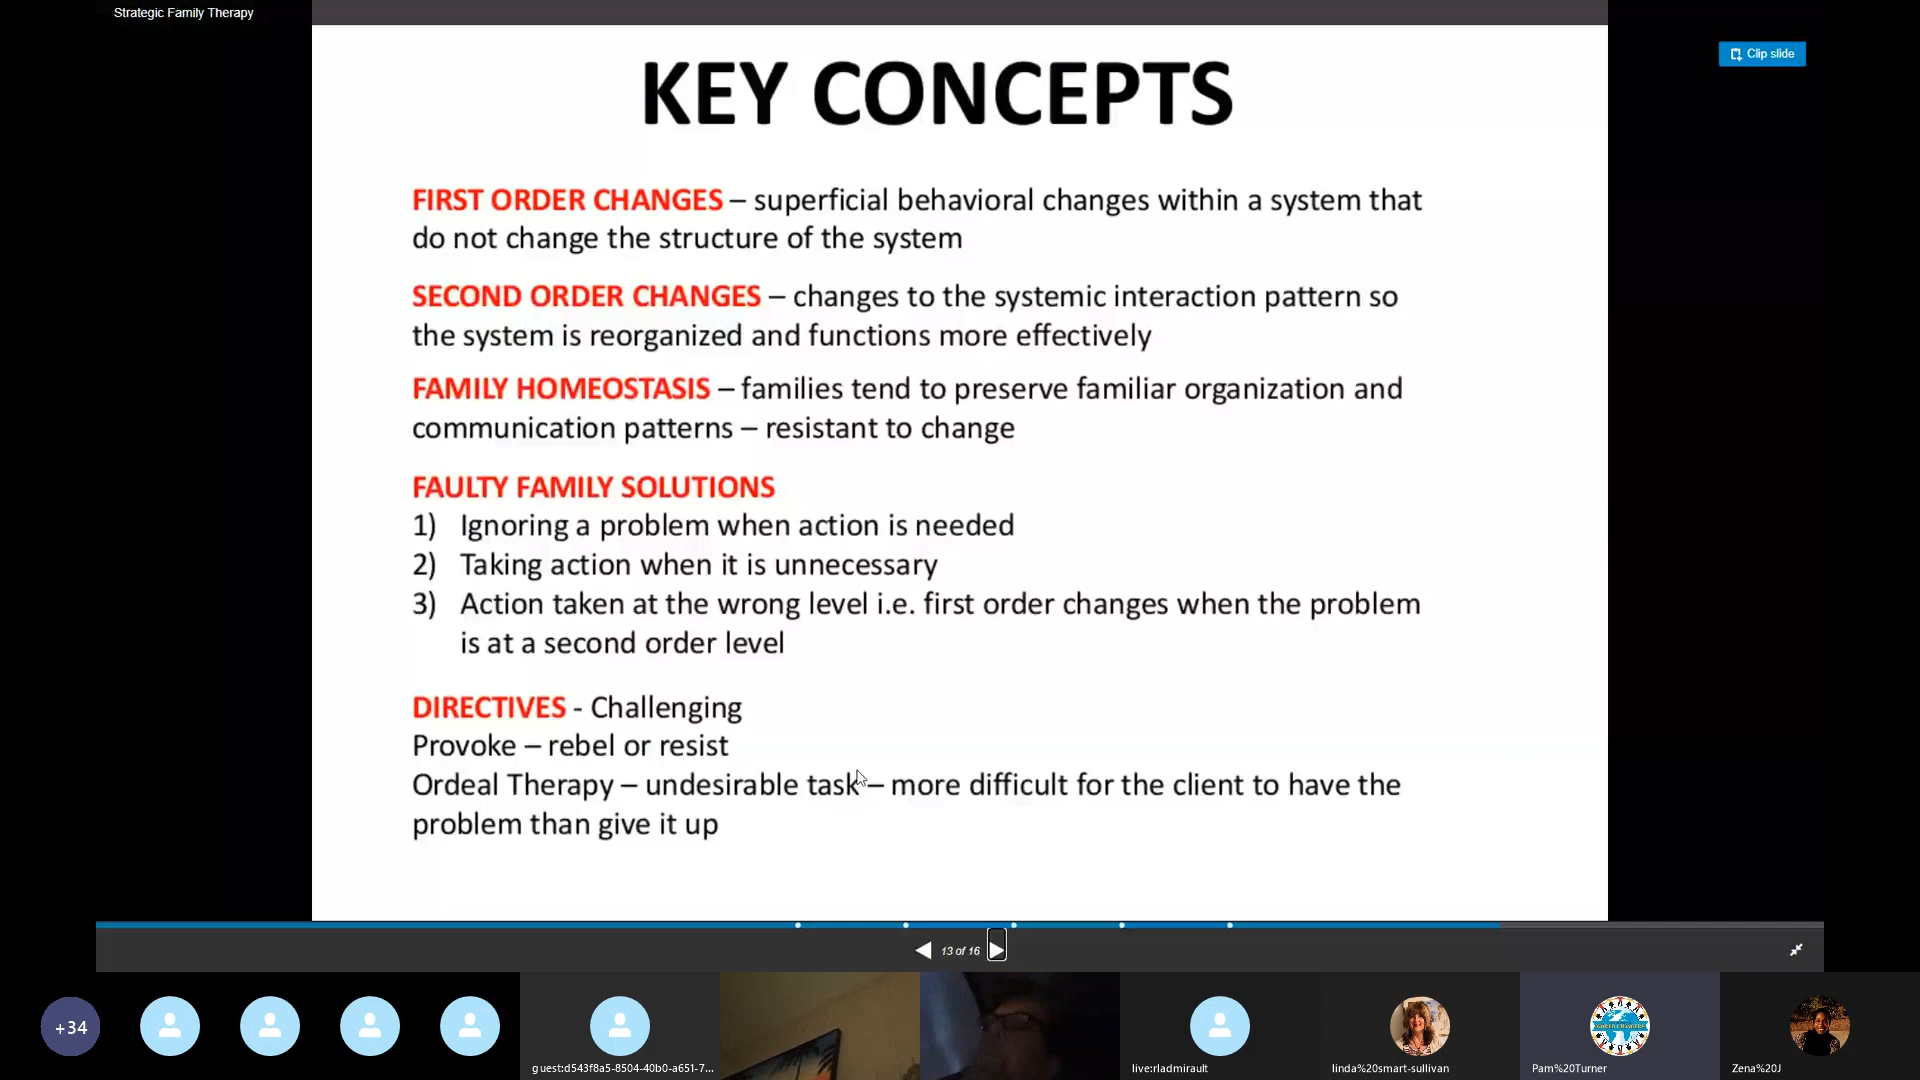 Strategic Family Therapy
Clip slide
KEY CONCEPTS
FIRST ORDER CHANGES – superficial behavioral changes within a system that
do not change the structure of the system
SECOND ORDER CHANGES – changes to the systemic interaction pattern so
the system is reorganized and functions more effectively
FAMILY HOMEOSTASIS – families tend to preserve familiar organization and
communication patterns – resistant to change
FAULTY FAMILY SOLUTIONS
1) Ignoring a problem when action is needed
2) Taking action when it is unnecessary
3) Action taken at the wrong level i.e. first order changes when the problem
is at a second order level
DIRECTIVES - Challenging
Provoke – rebel or resist
Ordeal Therapy – undesirable task – more difficult for the client to have the
problem than give it up
13 of 16
+34
guest:d543f8a5-8504-40b0-a651-7...
live:rladmirault
linda%20smart-sullivan
Pam%20Turner
Zena%20J